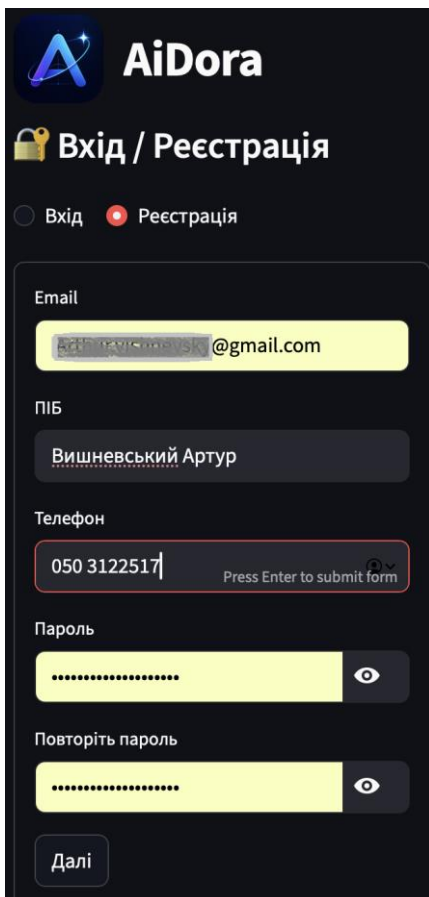 AiDora
Вхід / Реєстрація
Вхід Реєстрація
Email
@gmail.com
ПІБ
Вишневський Артур
Телефон
050 3122517
Press Enter to submit form
Пароль
••••••••••••••••••••
Повторіть пароль
••••••••••••••••••••
Далі